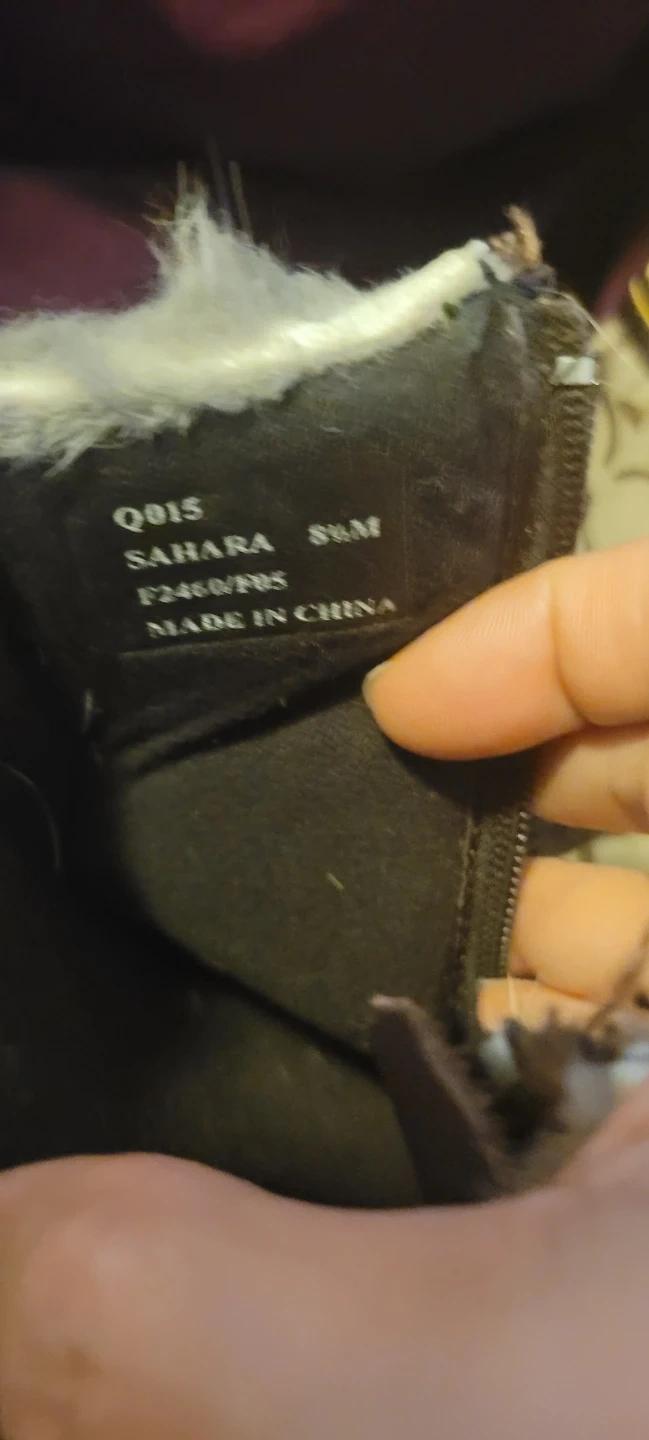 Q015
SAHARA 8½M
F2460/F05
MADE IN CHINA